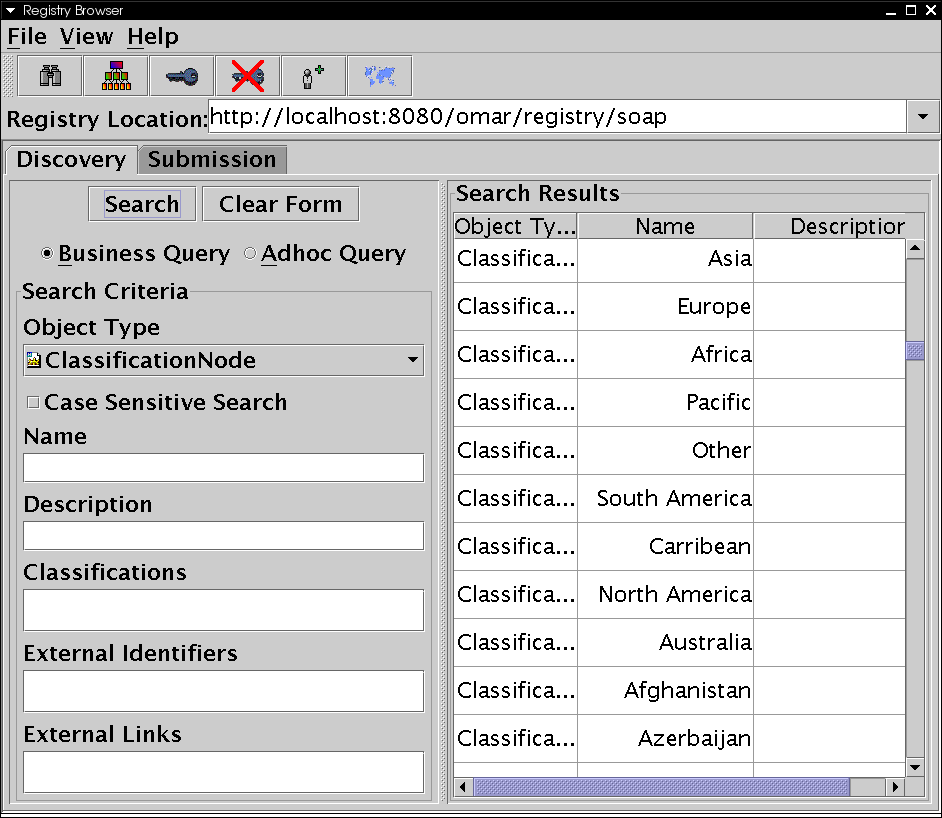 Registry Browser
File View Help
Registry Location: http://localhost:8080/omar/registry/soap
Discovery Submission
Search Clear Form
Business Query Adhoc Query
Search Criteria
Object Type
ClassificationNode
Case Sensitive Search
Name
Description
Classifications
External Identifiers
External Links
Search Results
Object Ty... Name Description
Classifica... Asia
Classifica... Europe
Classifica... Africa
Classifica... Pacific
Classifica... Other
Classifica... South America
Classifica... Carribean
Classifica... North America
Classifica... Australia
Classifica... Afghanistan
Classifica... Azerbaijan